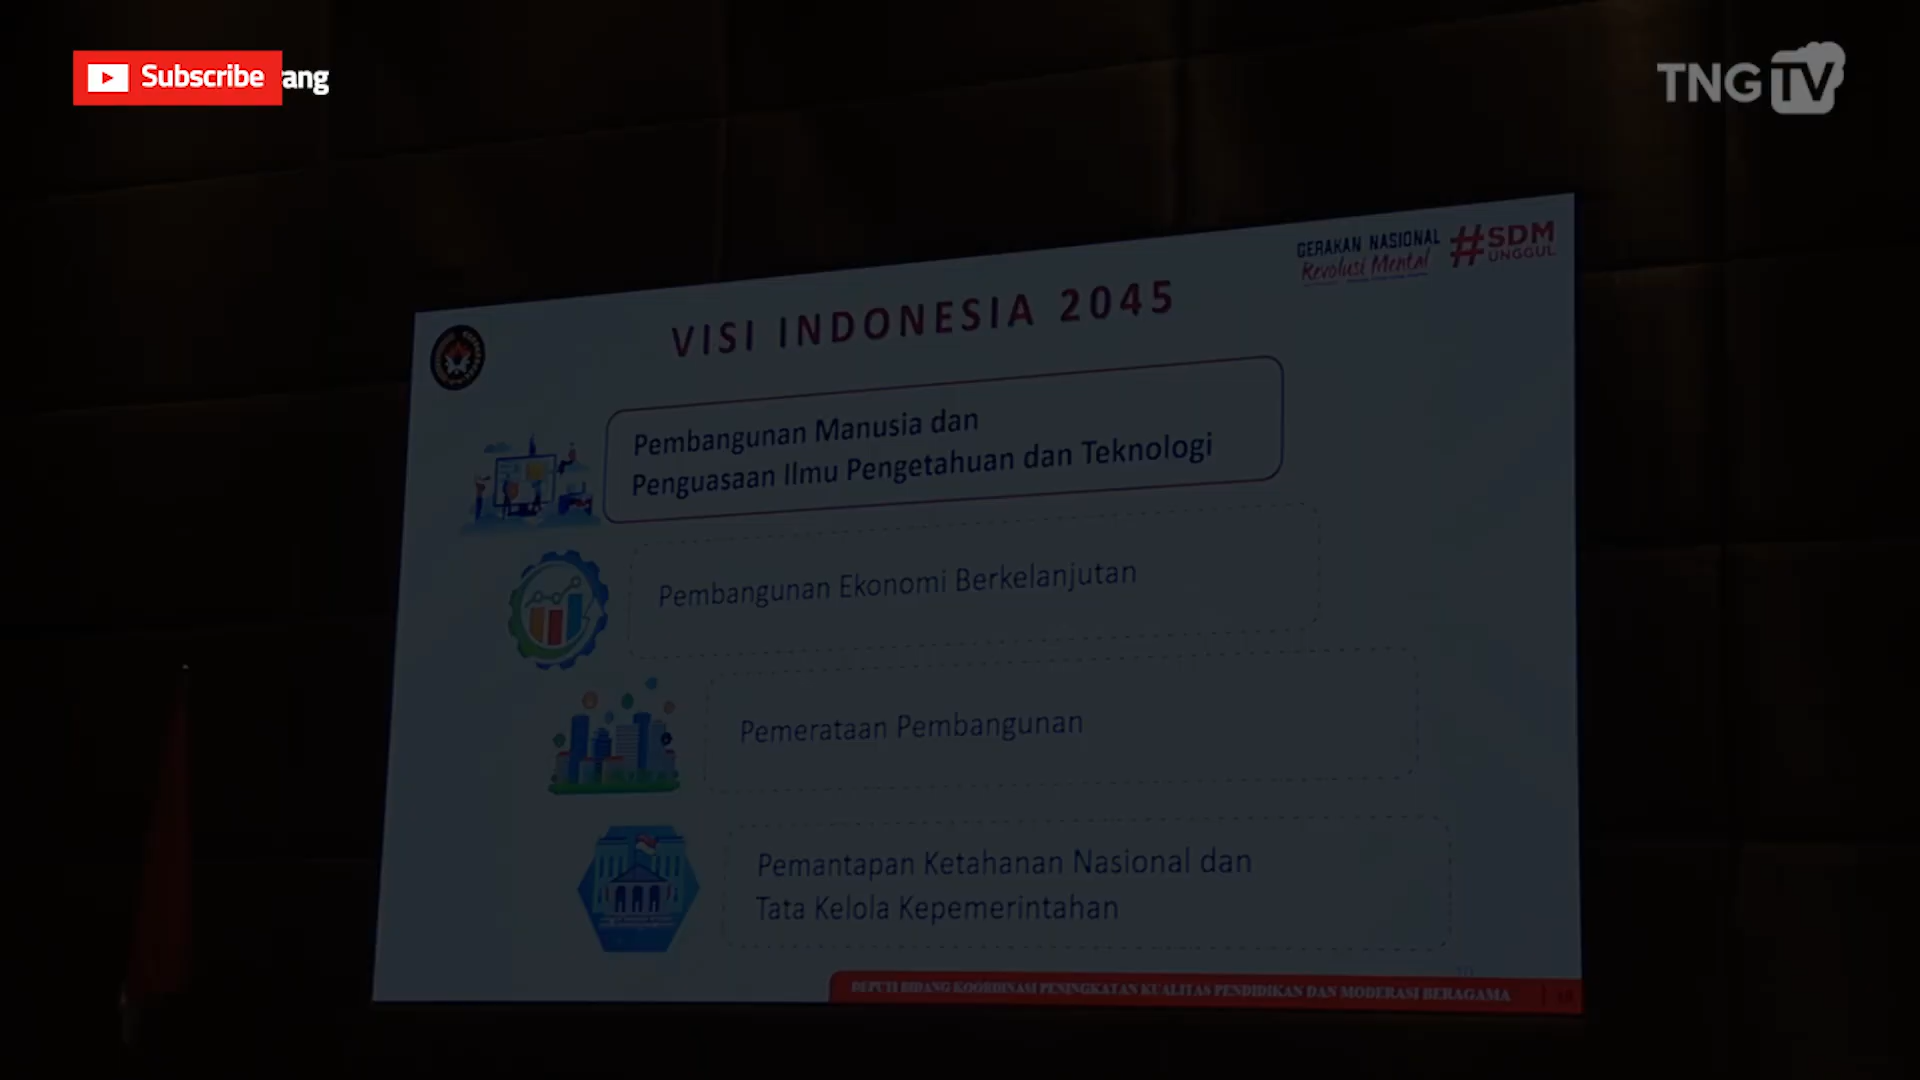 Subscribe
ang
TNG TV
GERAKAN NASIONAL
Revolusi Mental
#SDM
UNGGUL
VISI INDONESIA 2045
Pembangunan Manusia dan
Penguasaan Ilmu Pengetahuan dan Teknologi
Pembangunan Ekonomi Berkelanjutan
Pemerataan Pembangunan
Pemantapan Ketahanan Nasional dan
Tata Kelola Kepemerintahan
DEPUTI BIDANG KOORDINASI PENINGKATAN KUALITAS PENDIDIKAN DAN MODERASI BERAGAMA